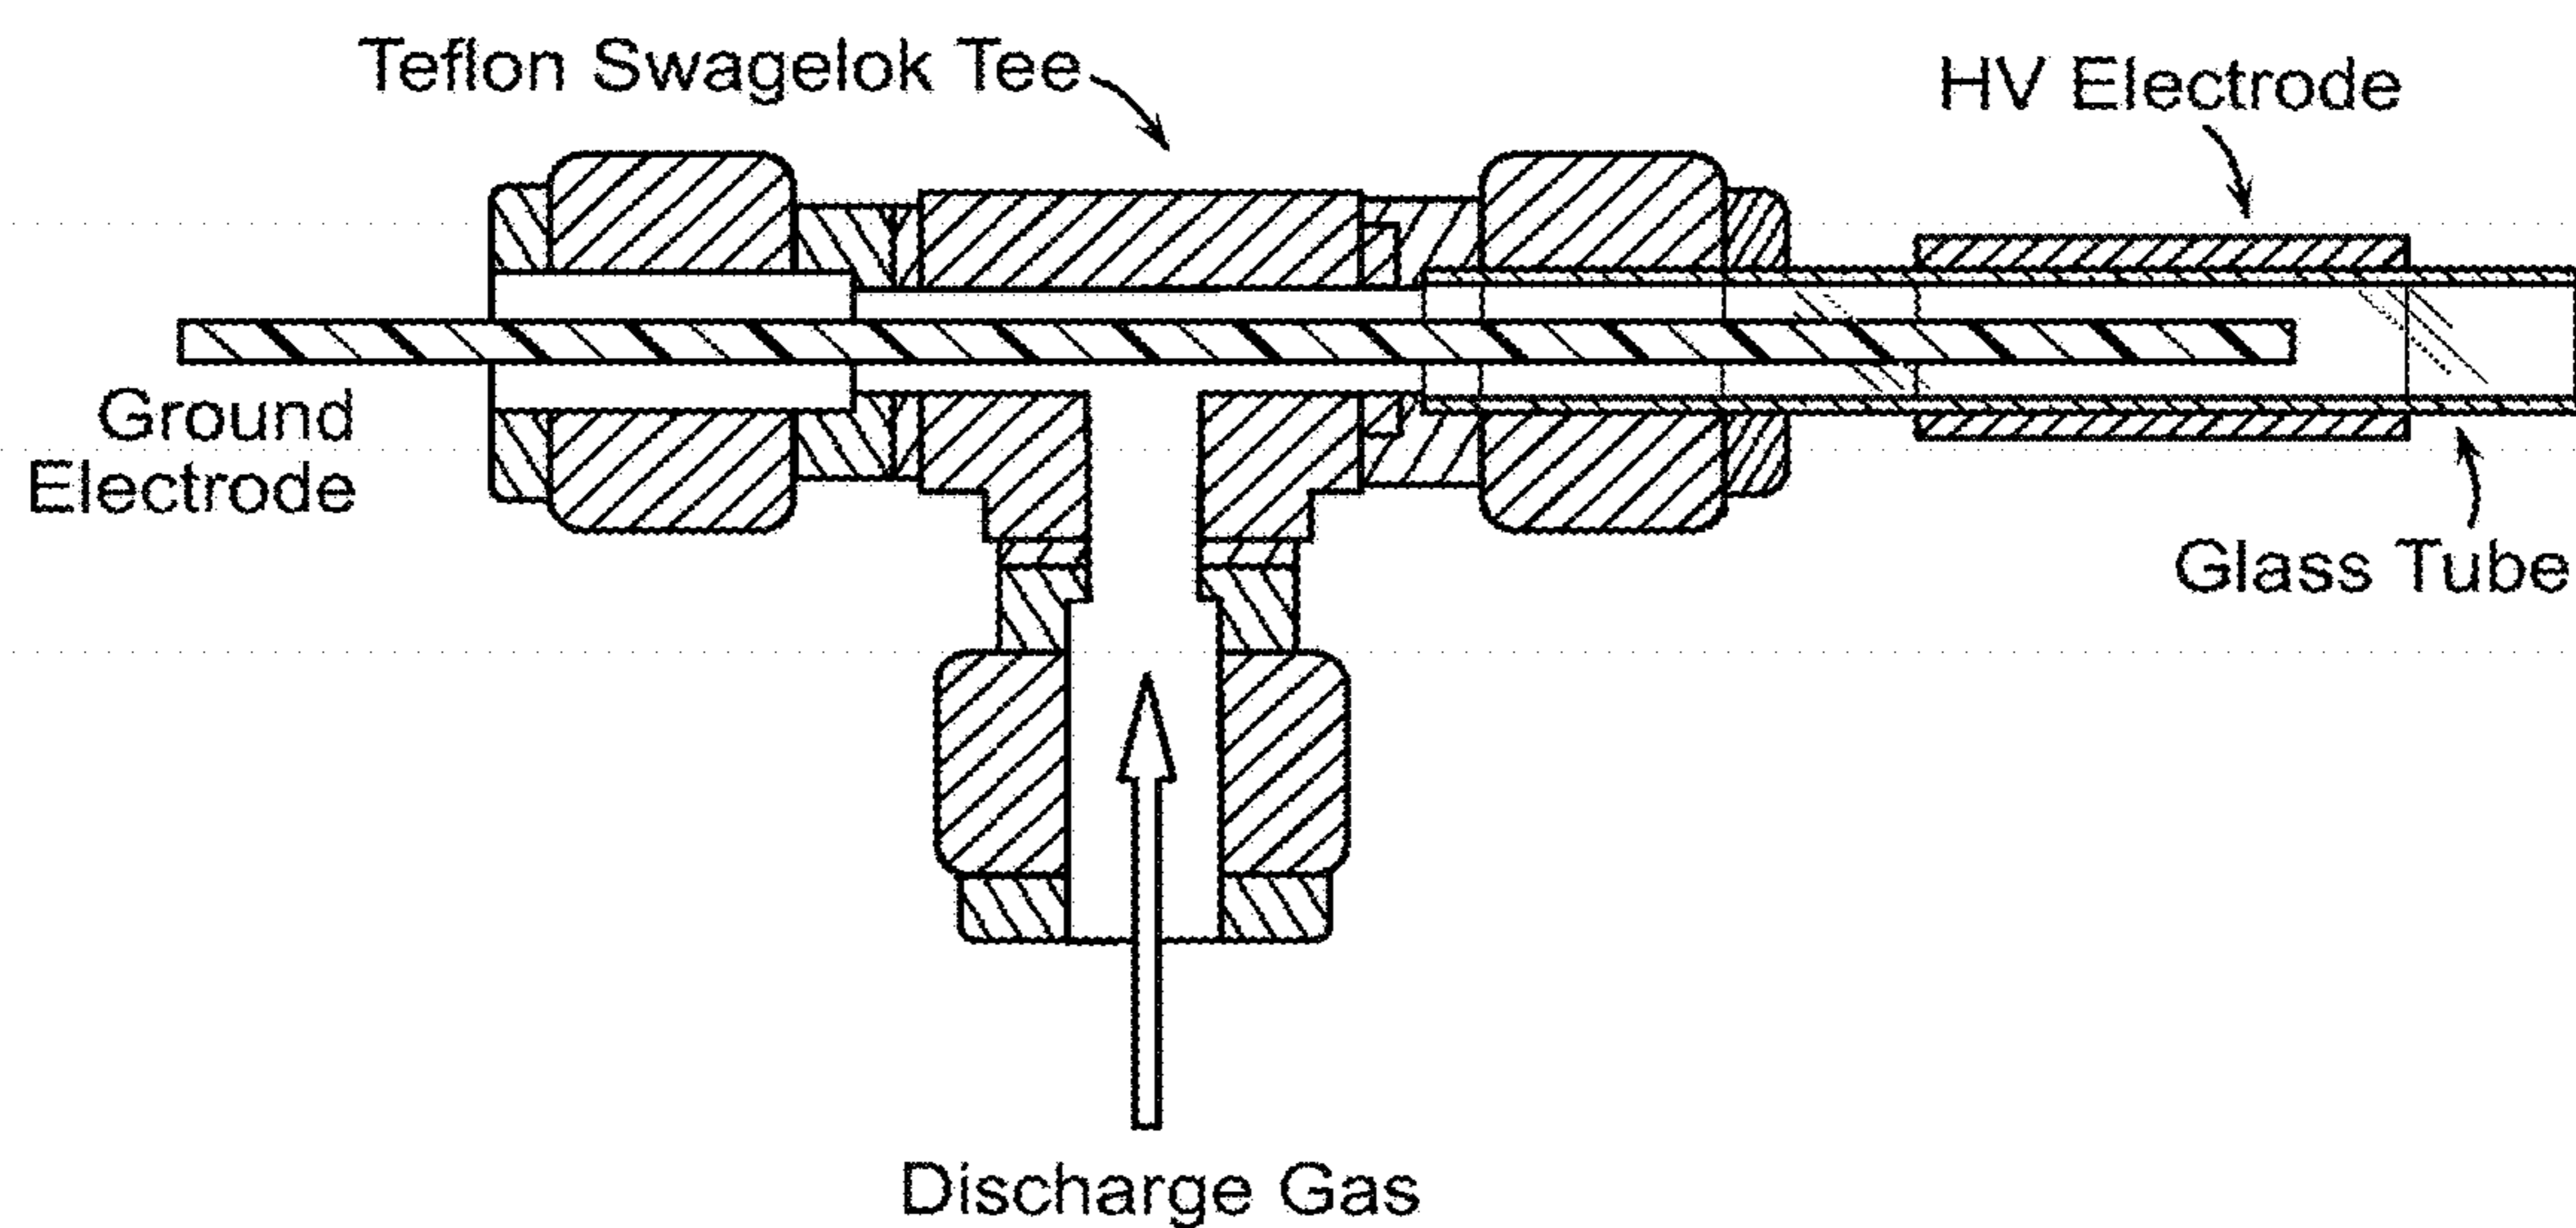 Teflon Swagelok Tee
HV Electrode
Ground
Electrode
Glass Tube
Discharge Gas